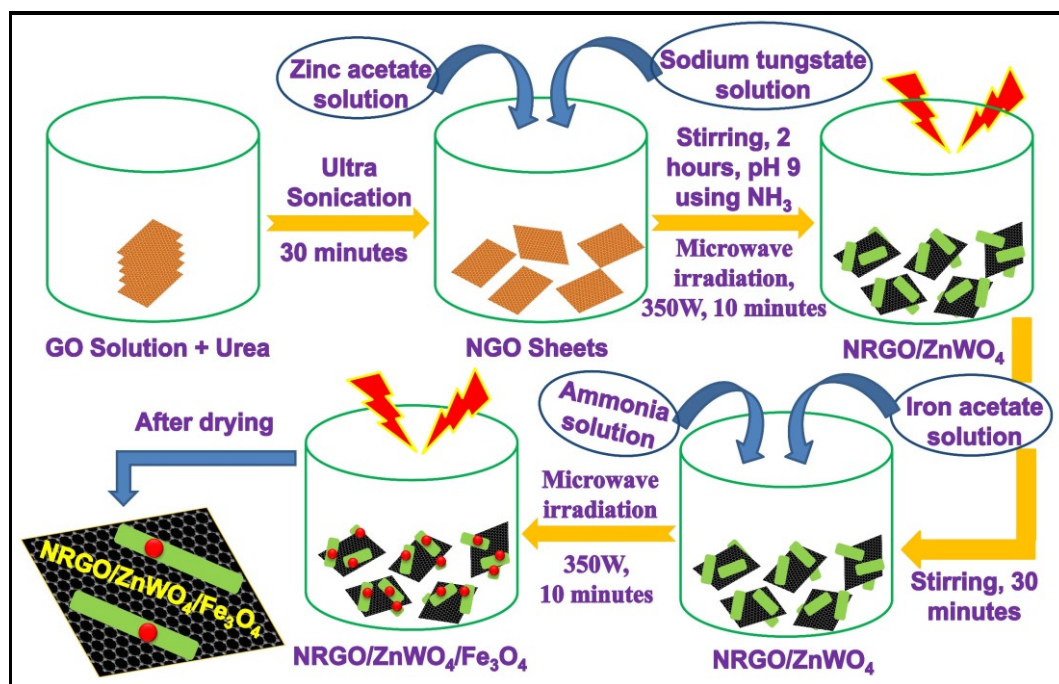 Zinc acetate
solution
Sodium tungstate
solution
Ultra
Sonication
30 minutes
Stirring, 2
hours, pH 9
using NH₃
Microwave
irradiation,
350W, 10 minutes
GO Solution + Urea
NGO Sheets
NRGO/ZnWO₄
After drying
Ammonia
solution
Iron acetate
solution
Microwave
irradiation
350W,
10 minutes
Stirring, 30
minutes
NRGO/ZnWO₄/Fe₃O₄
NRGO/ZnWO₄/Fe₃O₄
NRGO/ZnWO₄